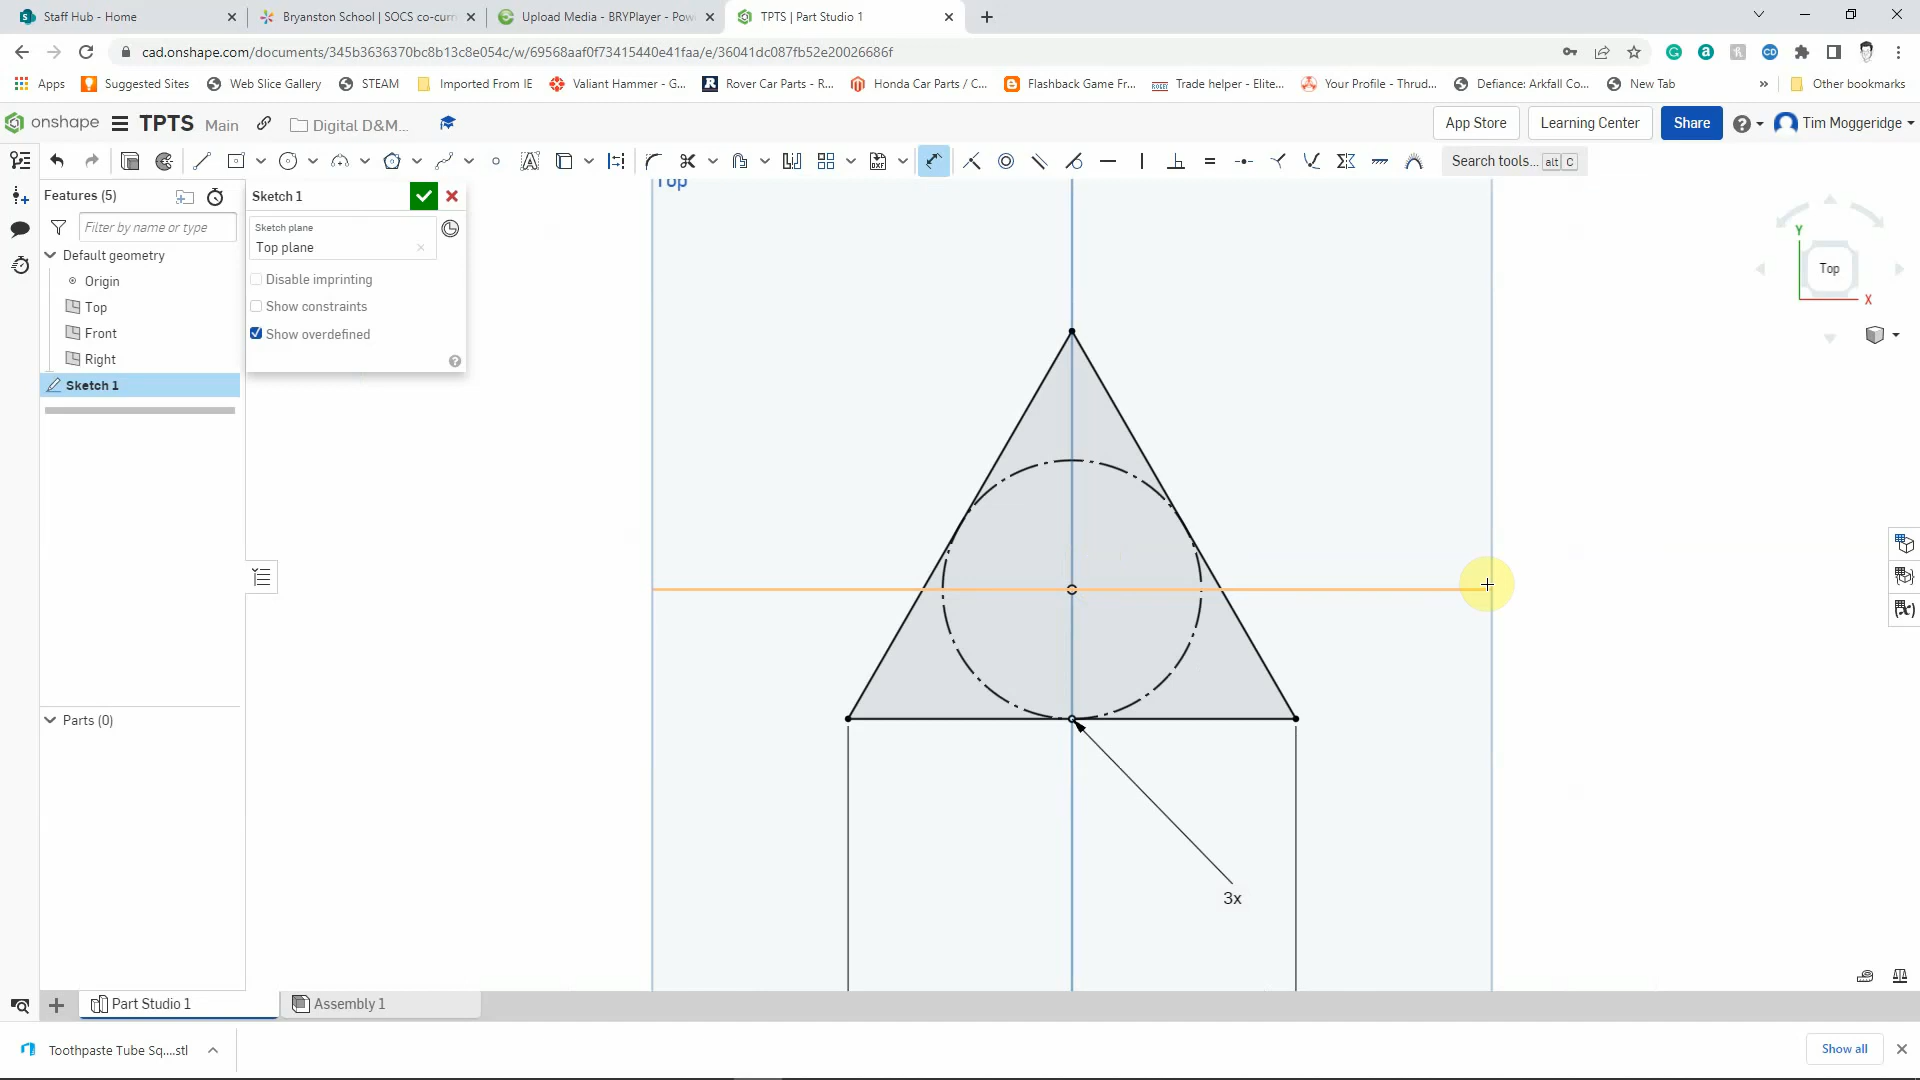 Staff Hub - Home
Bryanston School | SOCS co-curr
Upload Media - BRYPlayer - Pow
TPTS | Part Studio 1
cad.onshape.com/documents/345b3636370bc8b13c8e054c/w/69568aaf0f73415440e41faa/e/36041dc087fb52e20026686f
Apps
Suggested Sites
Web Slice Gallery
STEAM
Imported From IE
Valiant Hammer - G...
Rover Car Parts - R...
Honda Car Parts / C...
Flashback Game Fr...
Trade helper - Elite...
Your Profile - Thrud...
Defiance: Arkfall Co...
New Tab
»
Other bookmarks
onshape
TPTS
Main
Digital D&M...
App Store
Learning Center
Share
Tim Moggeridge
Search tools... alt C
Features (5)
Filter by name or type
Default geometry
Origin
Top
Front
Right
Sketch 1
Parts (0)
Sketch 1
Sketch plane
Top plane
Disable imprinting
Show constraints
Show overdefined
Top
3x
Y
Top
X
Part Studio 1
Assembly 1
Toothpaste Tube Sq....stl
Show all